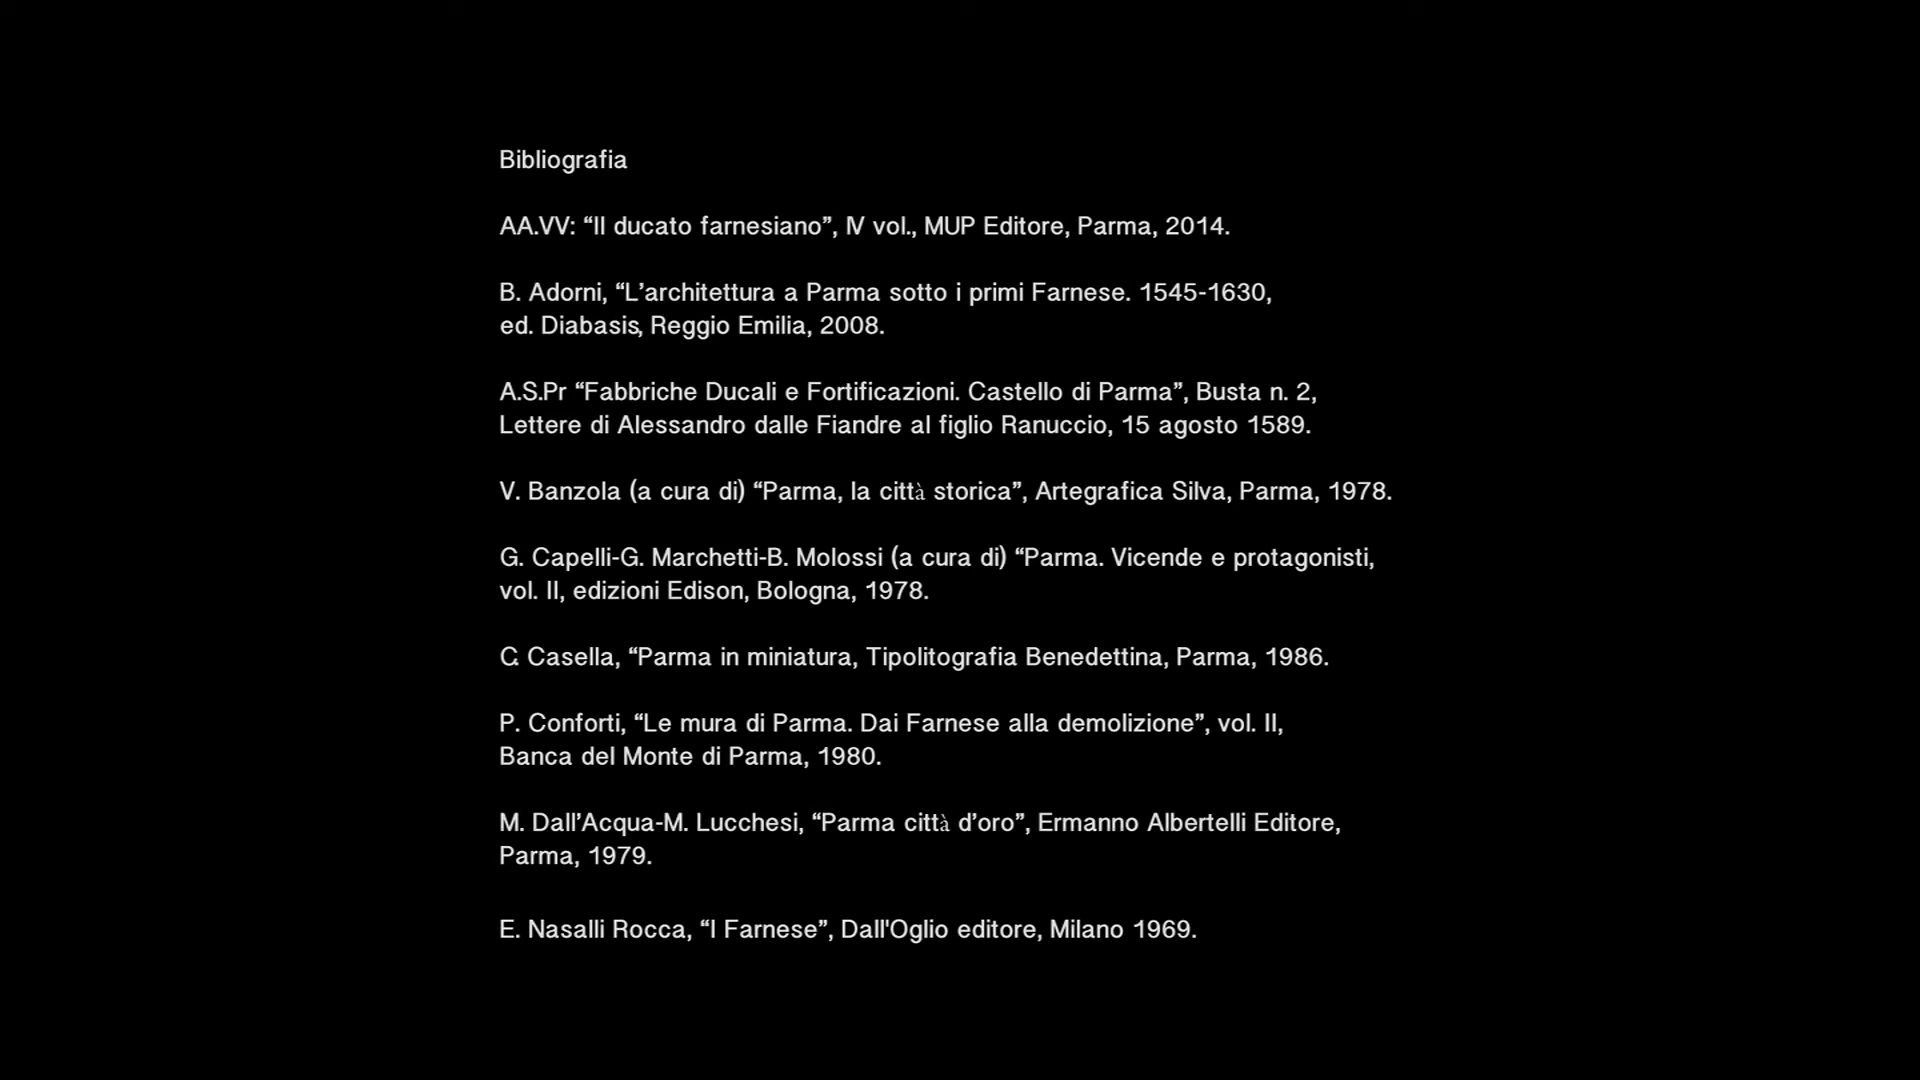 Bibliografia
AA.VV: “Il ducato farnesiano”, IV vol., MUP Editore, Parma, 2014.
B. Adorni, “L’architettura a Parma sotto i primi Farnese. 1545-1630,
ed. Diabasis, Reggio Emilia, 2008.
A.S.Pr “Fabbriche Ducali e Fortificazioni. Castello di Parma”, Busta n. 2,
Lettere di Alessandro dalle Fiandre al figlio Ranuccio, 15 agosto 1589.
V. Banzola (a cura di) “Parma, la città storica”, Artegrafica Silva, Parma, 1978.
G. Capelli-G. Marchetti-B. Molossi (a cura di) “Parma. Vicende e protagonisti,
vol. II, edizioni Edison, Bologna, 1978.
C. Casella, “Parma in miniatura, Tipolitografia Benedettina, Parma, 1986.
P. Conforti, “Le mura di Parma. Dai Farnese alla demolizione”, vol. II,
Banca del Monte di Parma, 1980.
M. Dall’Acqua-M. Lucchesi, “Parma città d’oro”, Ermanno Albertelli Editore,
Parma, 1979.
E. Nasalli Rocca, “I Farnese”, Dall'Oglio editore, Milano 1969.